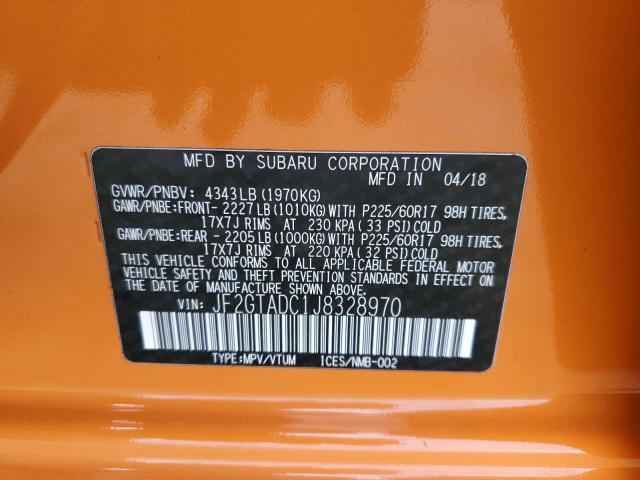 MFD BY SUBARU CORPORATION
MFD IN 04/18
GVWR/PNBV: 4343LB (1970KG)
GAWR/PNBE:FRONT-2227LB (1010KG)WITH P225/60R17 98H TIRES,
17X7J RIMS AT 230 KPA ( 33 PSI) COLD
GAWR/PNBE:REAR -2205LB (1000KG)WITH P225/60R17 98H TIRES,
17X7J RIMS AT 220 KPA ( 32 PSI) COLD
THIS VEHICLE CONFORMS TO ALL APPLICABLE FEDERAL MOTOR
VEHICLE SAFETY AND THEFT PREVENTION STANDARDS IN EFFECT ON
THE DATE OF MANUFACTURE SHOWN ABOVE.
VIN: JF2GTADC1J8328970
TYPE:MPV/VTUM ICES/NMB-002